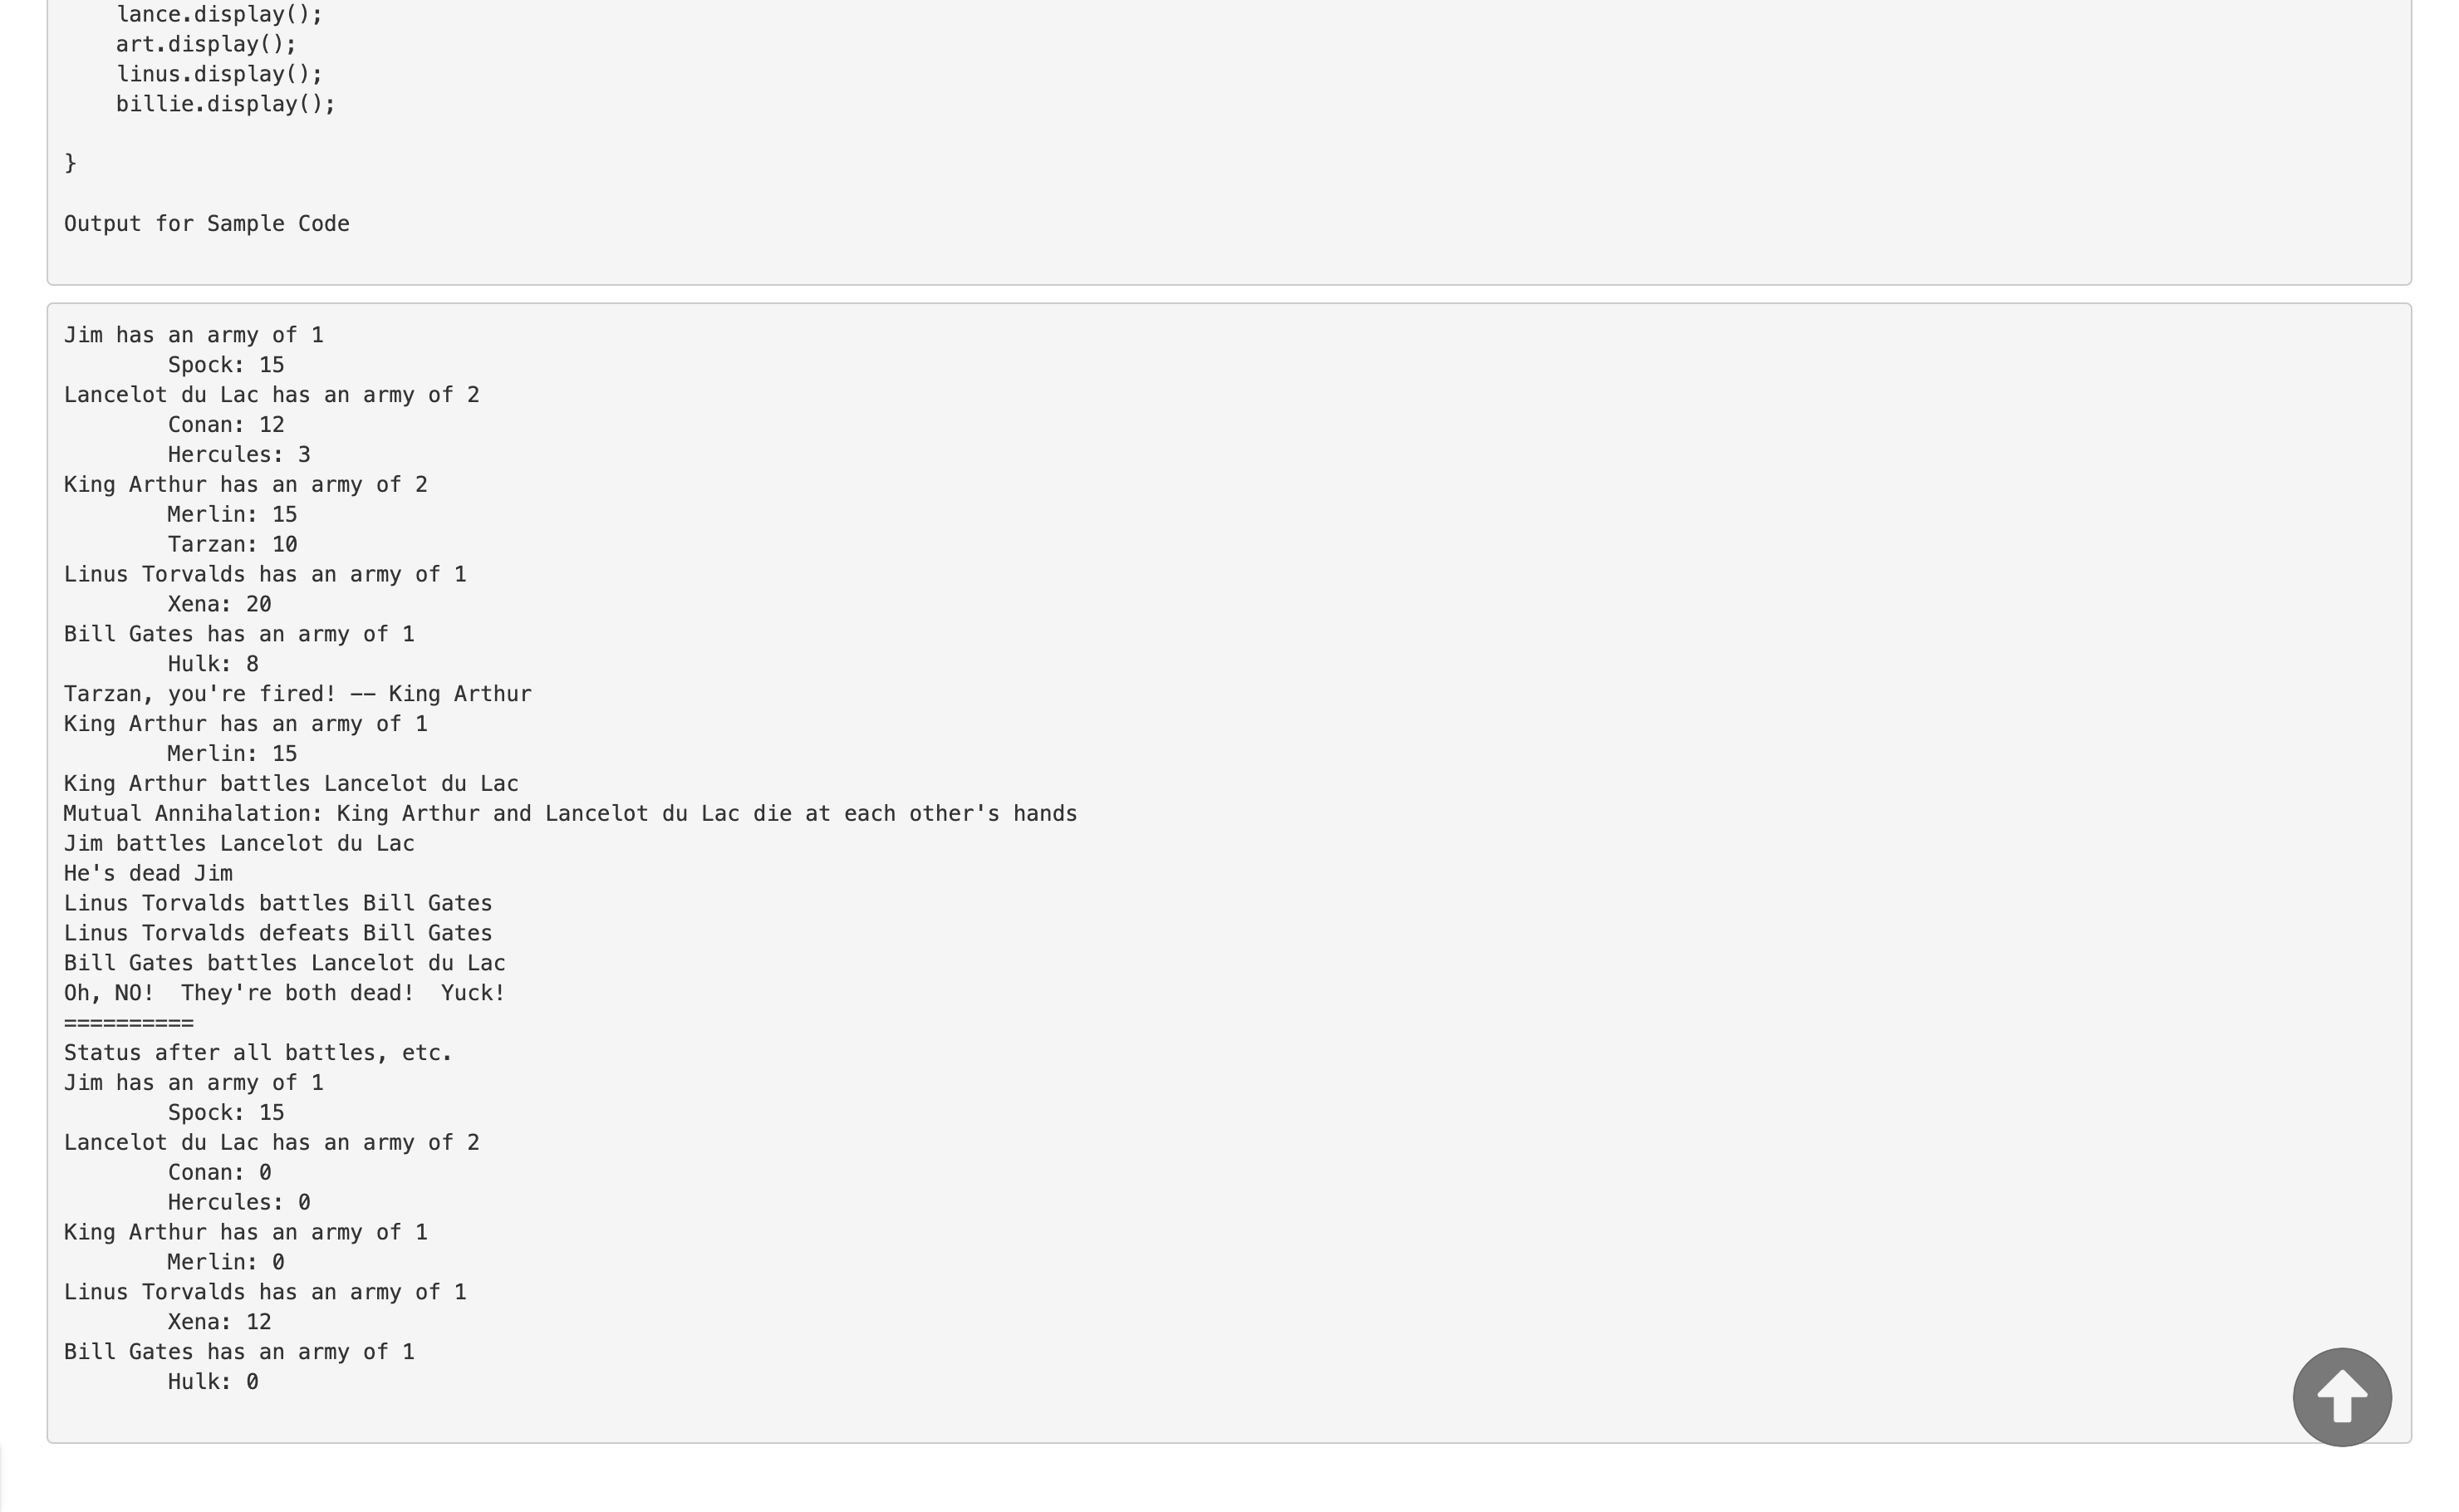 lance.display();
    art.display();
    linus.display();
    billie.display();
}
Output for Sample Code
Jim has an army of 1
        Spock: 15
Lancelot du Lac has an army of 2
        Conan: 12
        Hercules: 3
King Arthur has an army of 2
        Merlin: 15
        Tarzan: 10
Linus Torvalds has an army of 1
        Xena: 20
Bill Gates has an army of 1
        Hulk: 8
Tarzan, you're fired! -- King Arthur
King Arthur has an army of 1
        Merlin: 15
King Arthur battles Lancelot du Lac
Mutual Annihalation: King Arthur and Lancelot du Lac die at each other's hands
Jim battles Lancelot du Lac
He's dead Jim
Linus Torvalds battles Bill Gates
Linus Torvalds defeats Bill Gates
Bill Gates battles Lancelot du Lac
Oh, NO!  They're both dead!  Yuck!
==========
Status after all battles, etc.
Jim has an army of 1
        Spock: 15
Lancelot du Lac has an army of 2
        Conan: 0
        Hercules: 0
King Arthur has an army of 1
        Merlin: 0
Linus Torvalds has an army of 1
        Xena: 12
Bill Gates has an army of 1
        Hulk: 0